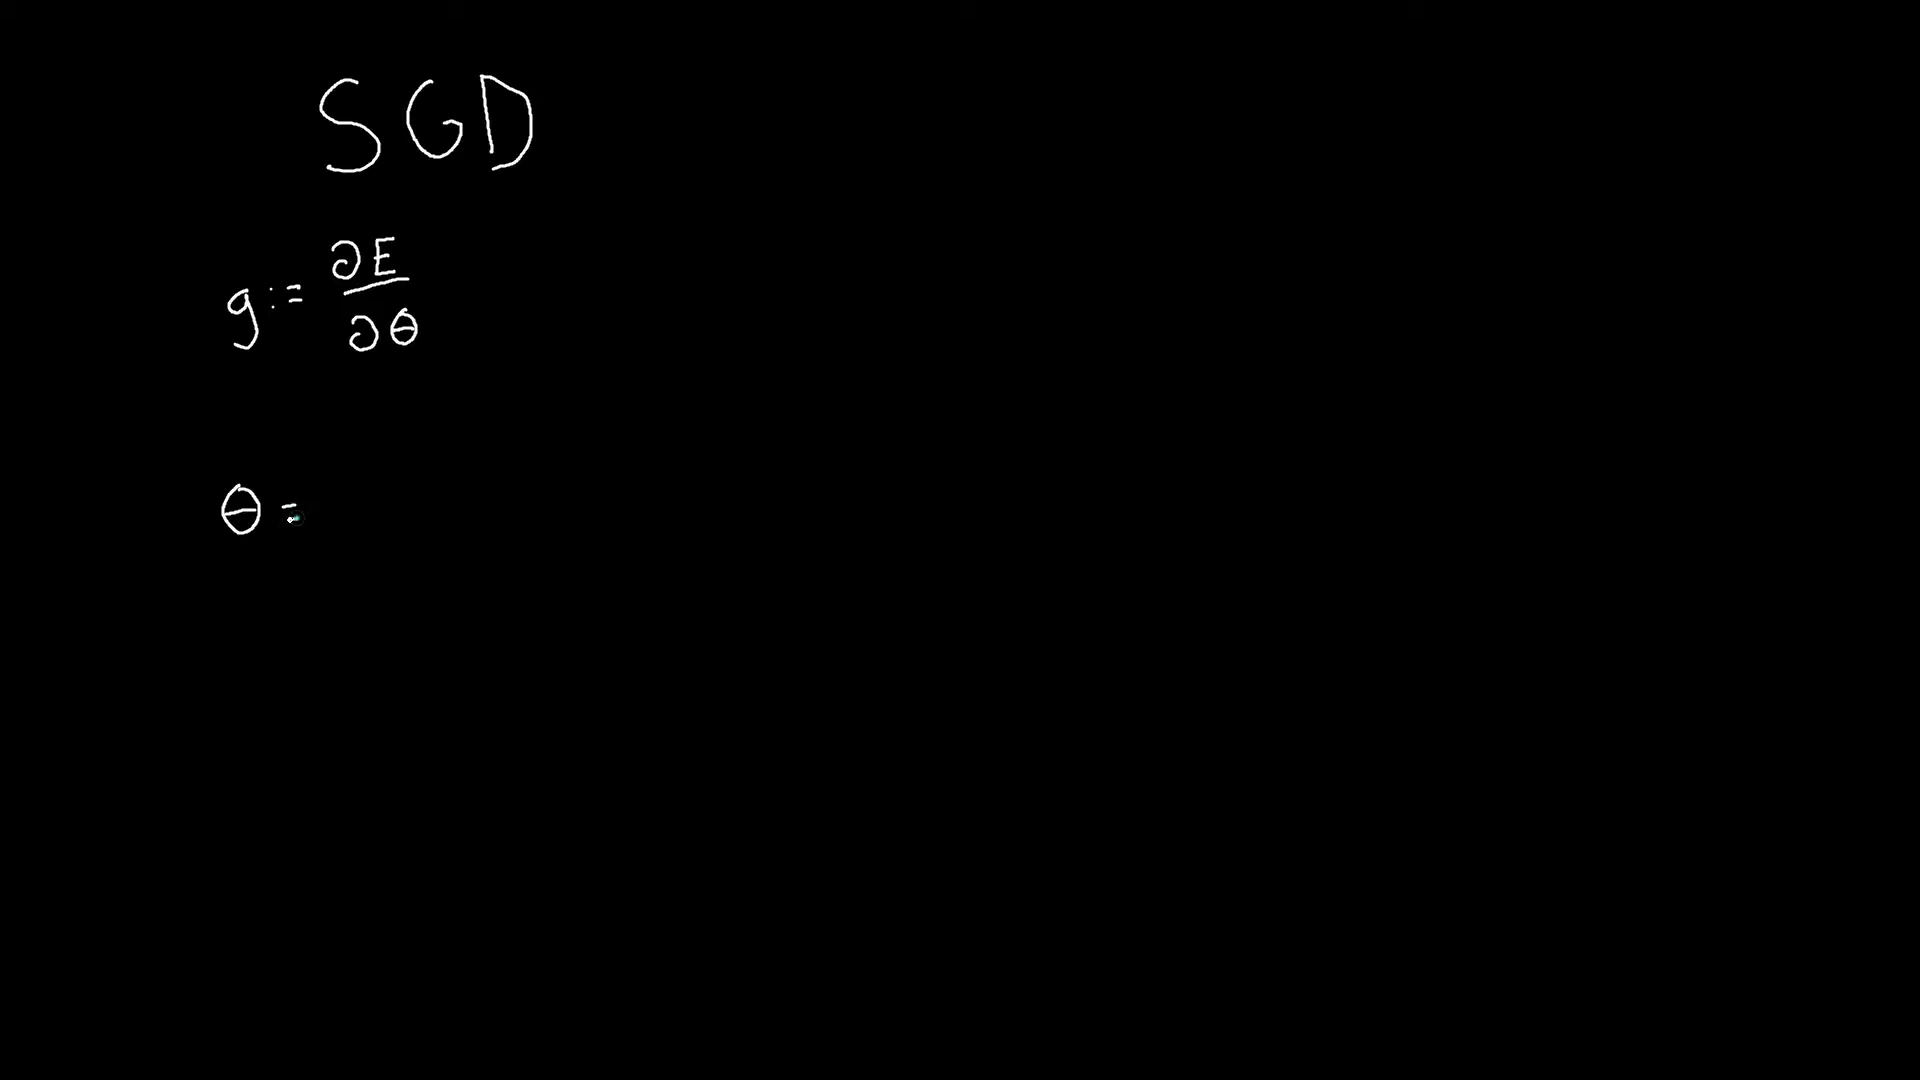 SGD
g := ∂E/∂θ
θ =